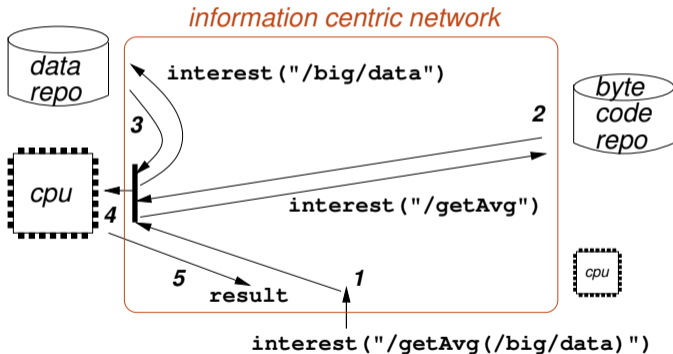 information centric network
data
repo
interest("/big/data")
byte
code
repo
2
3
cpu
4
interest("/getAvg")
5
result
1
cpu
interest("/getAvg(/big/data)")